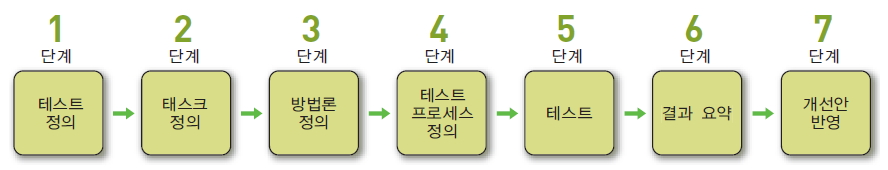 1
단계
테스트
정의
2
단계
태스크
정의
3
단계
방법론
정의
4
단계
테스트
프로세스
정의
5
단계
테스트
6
단계
결과 요약
7
단계
개선안
반영